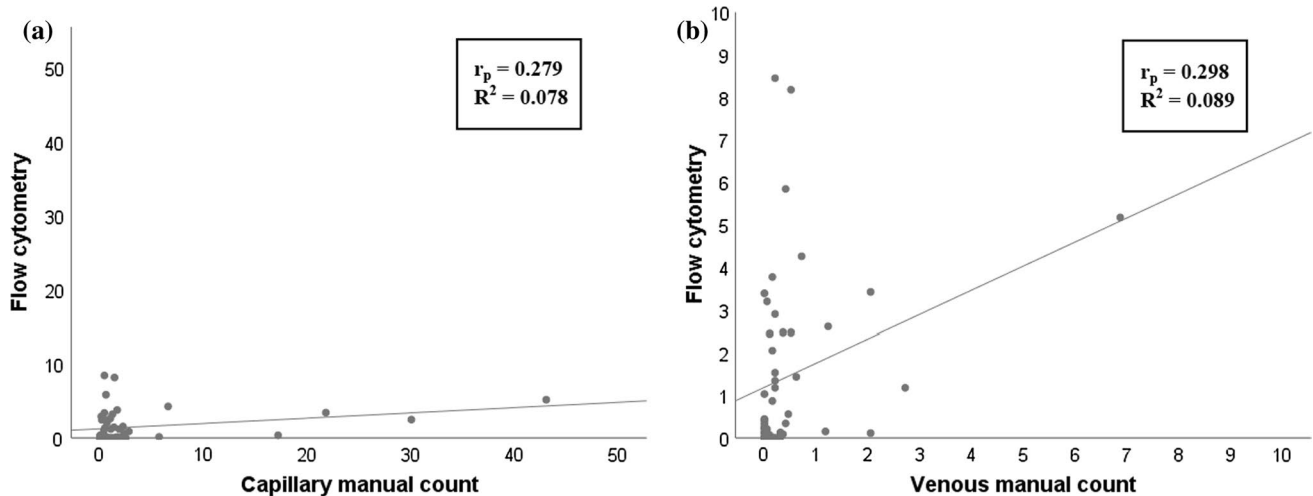 (a)
r_p = 0.279
R² = 0.078
Flow cytometry
50
40
30
20
10
0
0 10 20 30 40 50
Capillary manual count
(b)
r_p = 0.298
R² = 0.089
Flow cytometry
10
9
8
7
6
5
4
3
2
1
0
0 1 2 3 4 5 6 7 8 9 10
Venous manual count